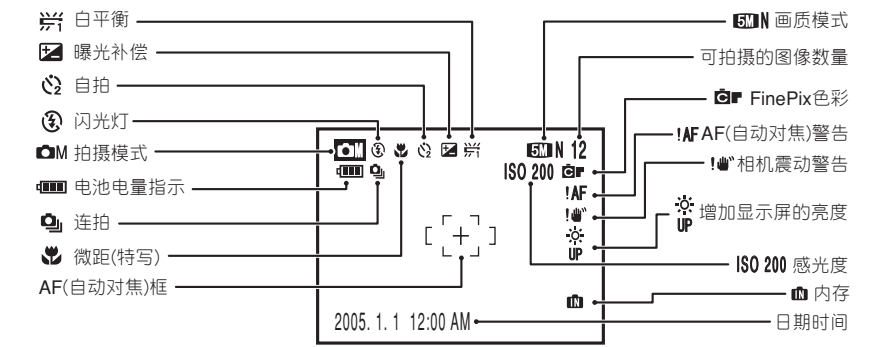 白平衡
曝光补偿
自拍
闪光灯
M 拍摄模式
电池电量指示
连拍
微距(特写)
AF(自动对焦)框
M
5M N 12
ISO 200 C F
!AF
!
UP
IN
2005. 1. 1 12:00 AM
5M N 画质模式
可拍摄的图像数量
C F FinePix色彩
!AF AF(自动对焦)警告
! 相机震动警告
UP 增加显示屏的亮度
ISO 200 感光度
IN 内存
日期时间